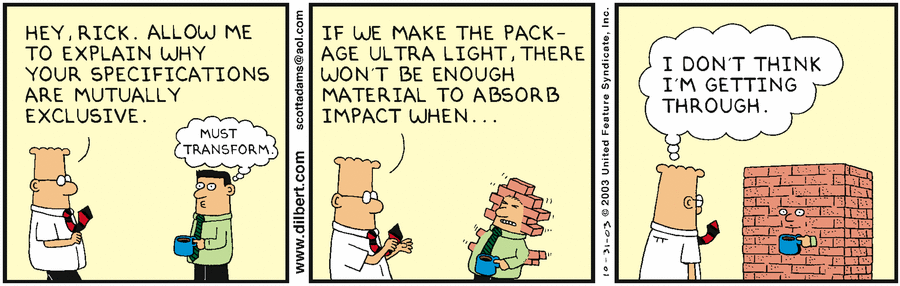 HEY, RICK. ALLOW ME
TO EXPLAIN WHY
YOUR SPECIFICATIONS
ARE MUTUALLY
EXCLUSIVE.
MUST
TRANSFORM.
www.dilbert.com scottadams@aol.com
IF WE MAKE THE PACK-
AGE ULTRA LIGHT, THERE
WON'T BE ENOUGH
MATERIAL TO ABSORB
IMPACT WHEN...
10-31-03 © 2003 United Feature Syndicate, Inc.
I DON'T THINK
I'M GETTING
THROUGH.